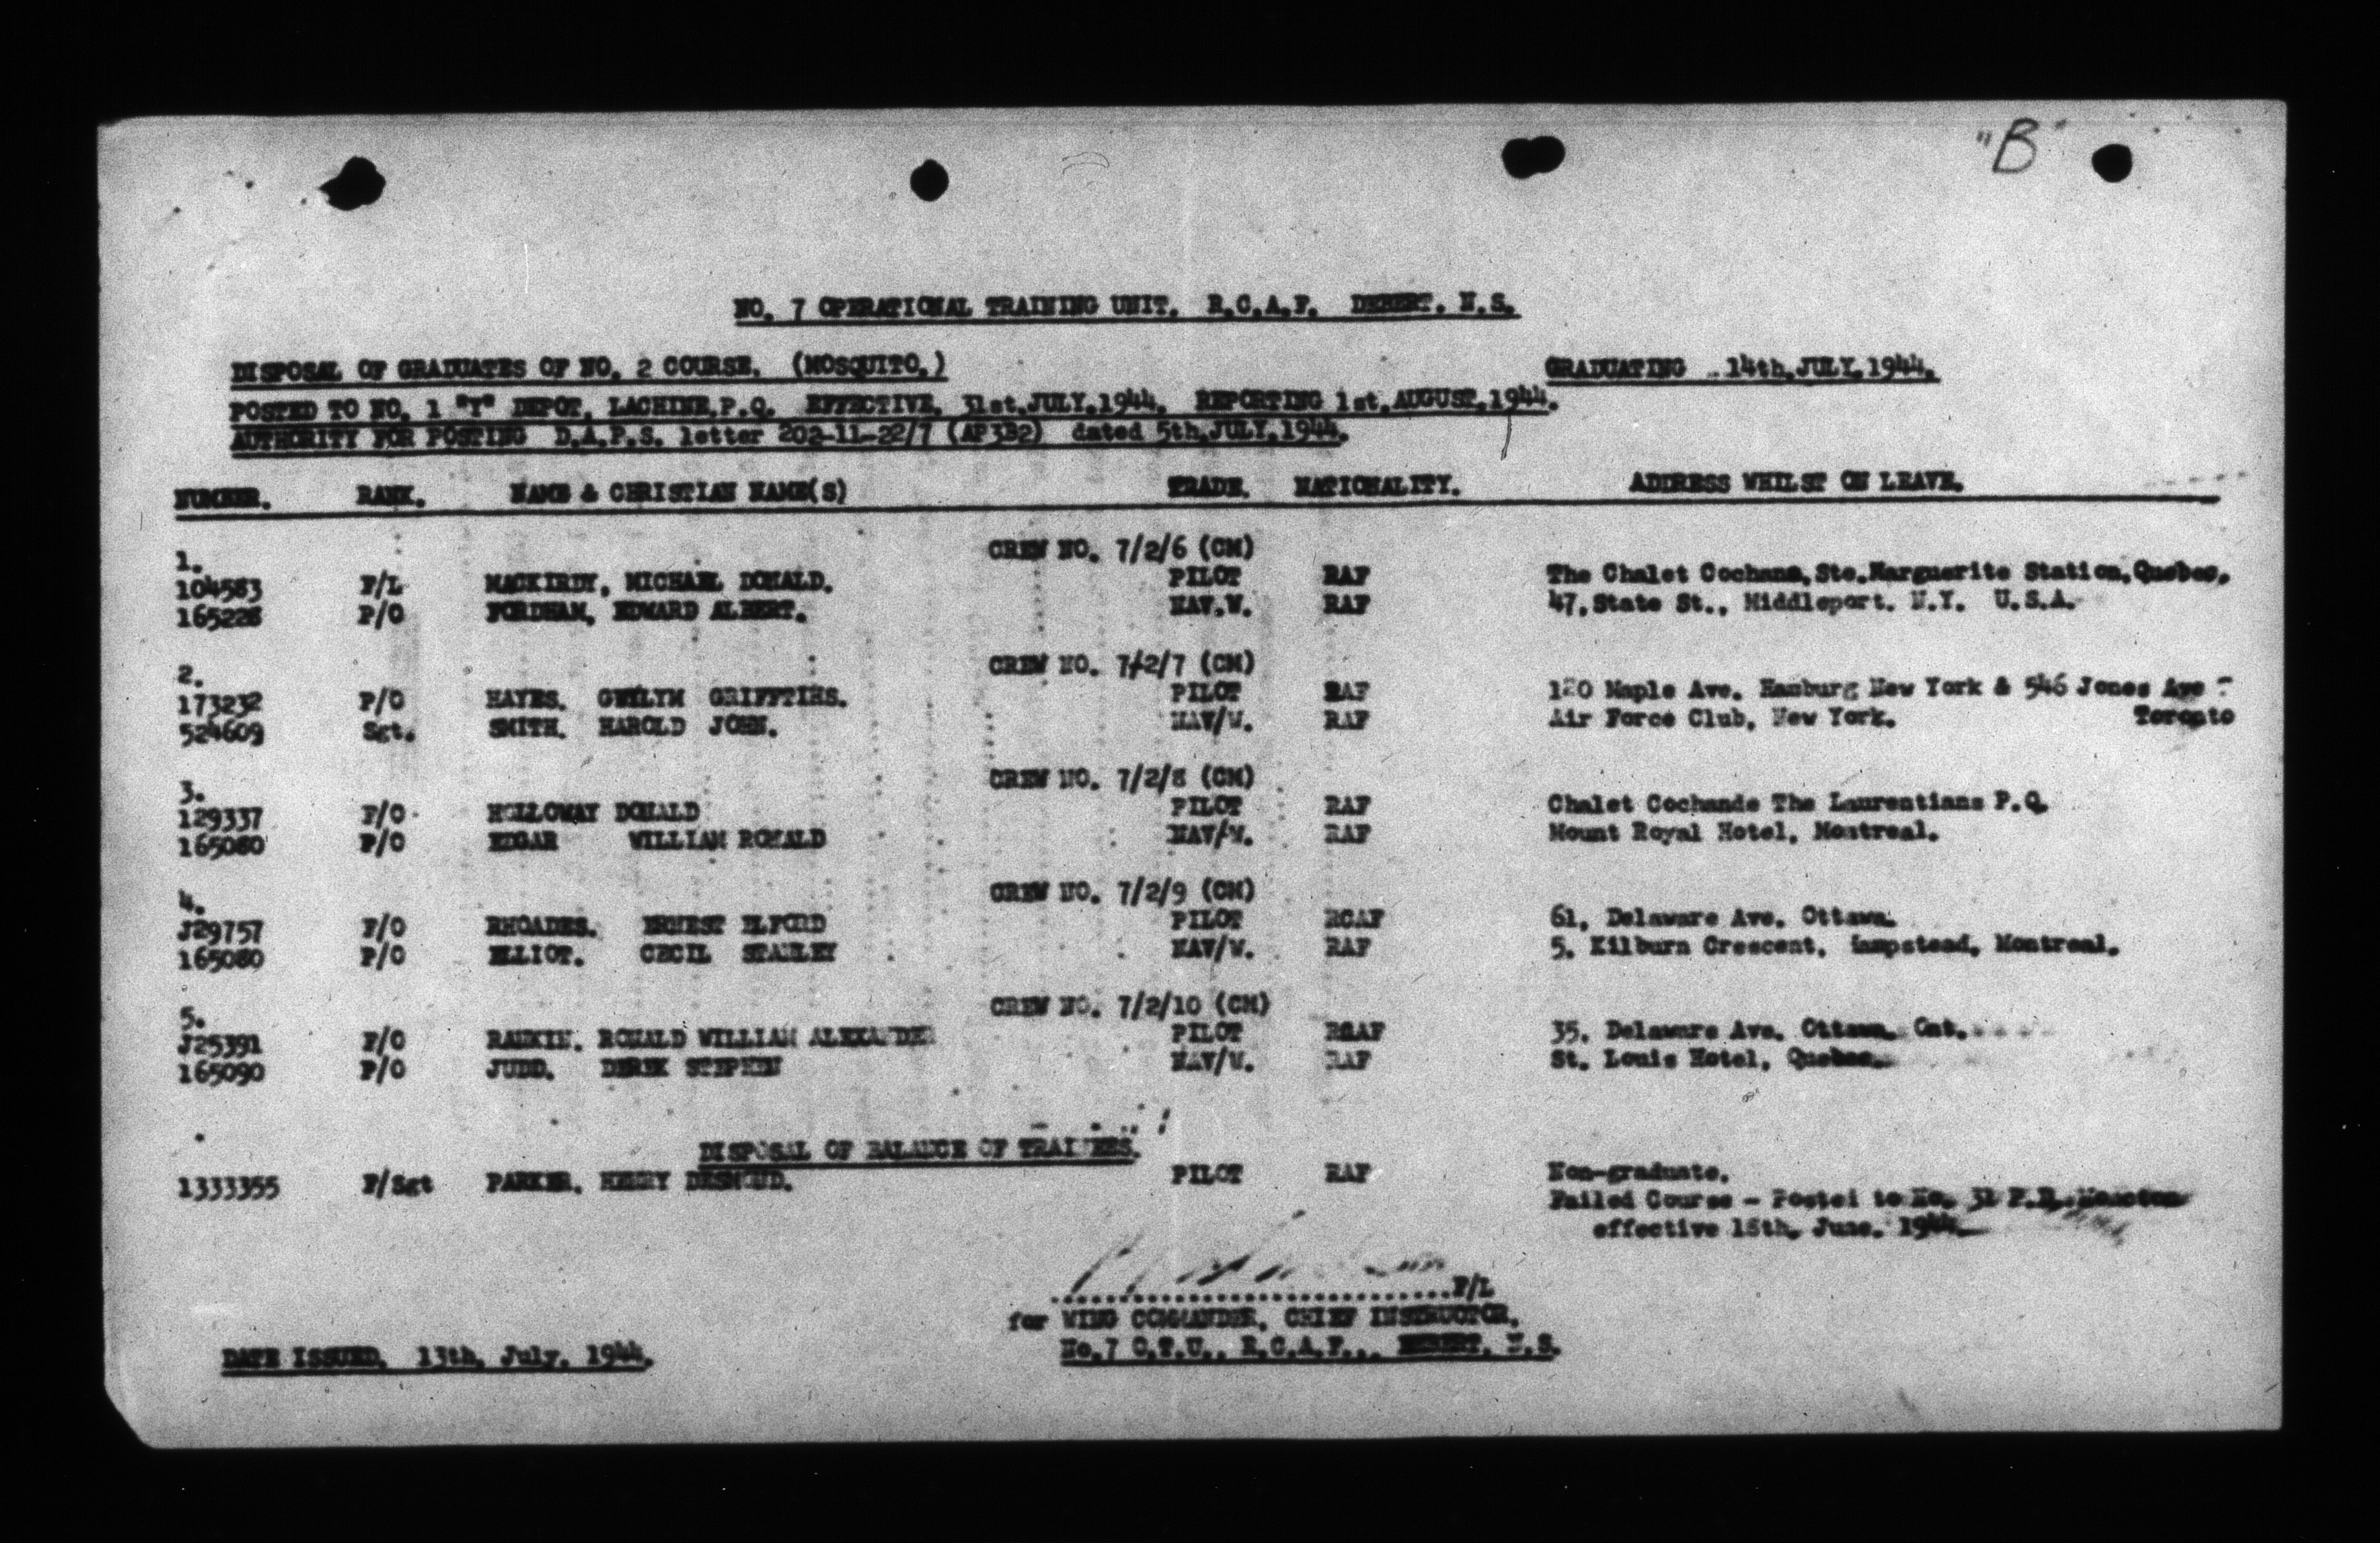 "B"
NO. 7 OPERATIONAL TRAINING UNIT. R.C.A.F. DEBERT. N.S.
DISPOSAL OF GRADUATES OF NO. 2 COURSE. (MOSQUITO.) GRADUATING 14th.JULY.1944.
POSTED TO NO. 1 "Y" DEPOT, LACHINE,P.Q. EFFECTIVE. 31st.JULY.1944. REPORTING 1st.AUGUST.1944.
AUTHORITY FOR POSTING D.A.P.S. letter 202-11-22/7 (AP3B2) dated 5th.JULY.1944.
NUMBER. RANK. NAME & CHRISTIAN NAME(S) TRADE. NATIONALITY. ADDRESS WHILST ON LEAVE.
1. CREW NO. 7/2/6 (CM)
104583 F/L MACKIRDY, MICHAEL DONALD. PILOT RAF The Chalet Cochana, Ste.Marguerite Station, Quebec.
165228 P/O FORDHAM, EDWARD ALBERT. NAV.W. RAF 47, State St., Middleport. N.Y. U.S.A.
2. CREW NO. 7/2/7 (CM)
173232 P/O HAYES. GWILYM GRIFFTIHS. PILOT RAF 120 Maple Ave. Hamburg New York & 546 Jones Ave
524609 Sgt. SMITH. HAROLD JOHN. NAV/W. RAF Air Force Club, New York. Toronto
3. CREW NO. 7/2/8 (CM)
129337 F/O HOLLOWAY DONALD PILOT RAF Chalet Cochande The Laurentians P.Q.
165080 P/O EDGAR WILLIAM RONALD NAV/W. RAF Mount Royal Hotel, Montreal.
4. CREW NO. 7/2/9 (CM)
J29757 F/O RHOADES. ERNEST ELFORD PILOT RCAF 61, Delaware Ave. Ottawa.
165080 P/O ELLIOT. CECIL STANLEY NAV/W. RAF 5. Kilburn Crescent, Hampstead, Montreal.
5. CREW NO. 7/2/10 (CM)
J25391 F/O RANKIN. RONALD WILLIAM ALEXANDER PILOT RCAF 35. Delaware Ave. Ottawa. Ont.
165090 P/O JUDD. DEREK STEPHEN NAV/W. RAF St. Louis Hotel, Quebec.
DISPOSAL OF BALANCE OF TRAINEES.
1333355 F/Sgt PARKER. HENRY DESMOND. PILOT RAF Non-graduate.
Failed Course - Posted to No. 31 P.D. Moncton
effective 18th. June. 1944.
F/L
for WING COMMANDER. CHIEF INSTRUCTOR.
DATE ISSUED. 13th. July. 1944. No.7 O.T.U., R.C.A.F., DEBERT. N.S.